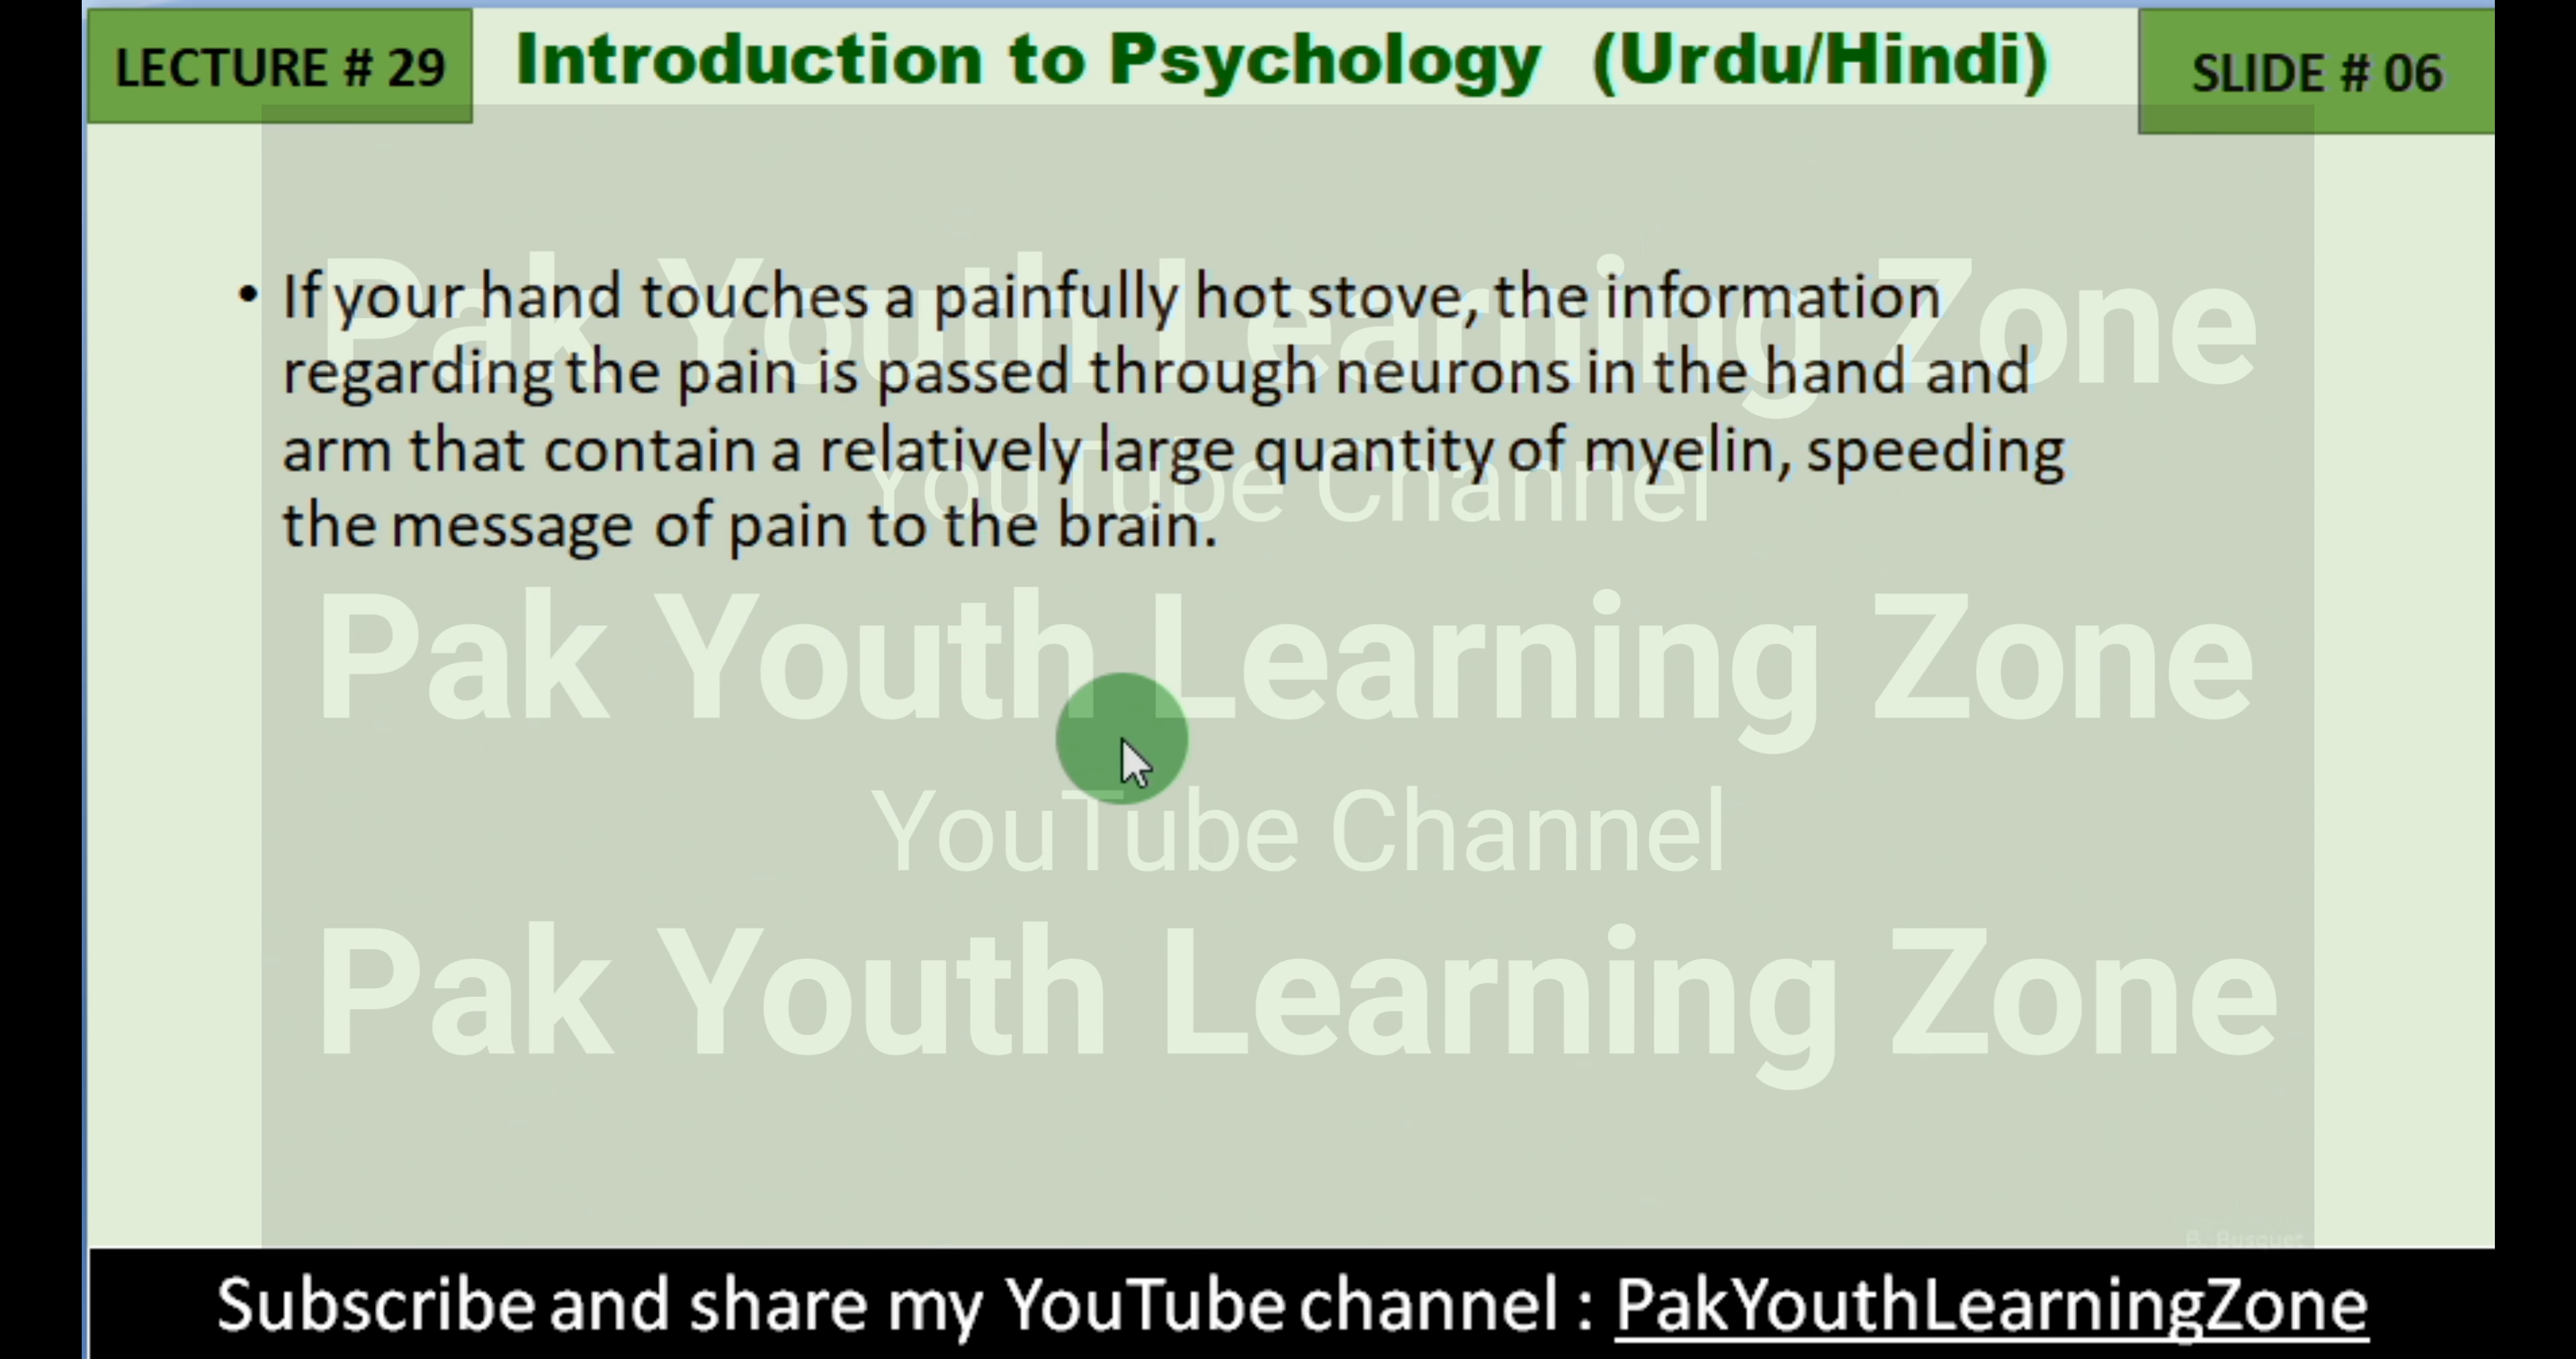 LECTURE # 29
Introduction to Psychology (Urdu/Hindi)
SLIDE # 06
Pak Youth Learning Zone
• If your hand touches a painfully hot stove, the information
regarding the pain is passed through neurons in the hand and
arm that contain a relatively large quantity of myelin, speeding
YouTube Channel
the message of pain to the brain.
Pak Youth Learning Zone
YouTube Channel
Pak Youth Learning Zone
B. Busquet
Subscribe and share my YouTube channel : PakYouthLearningZone